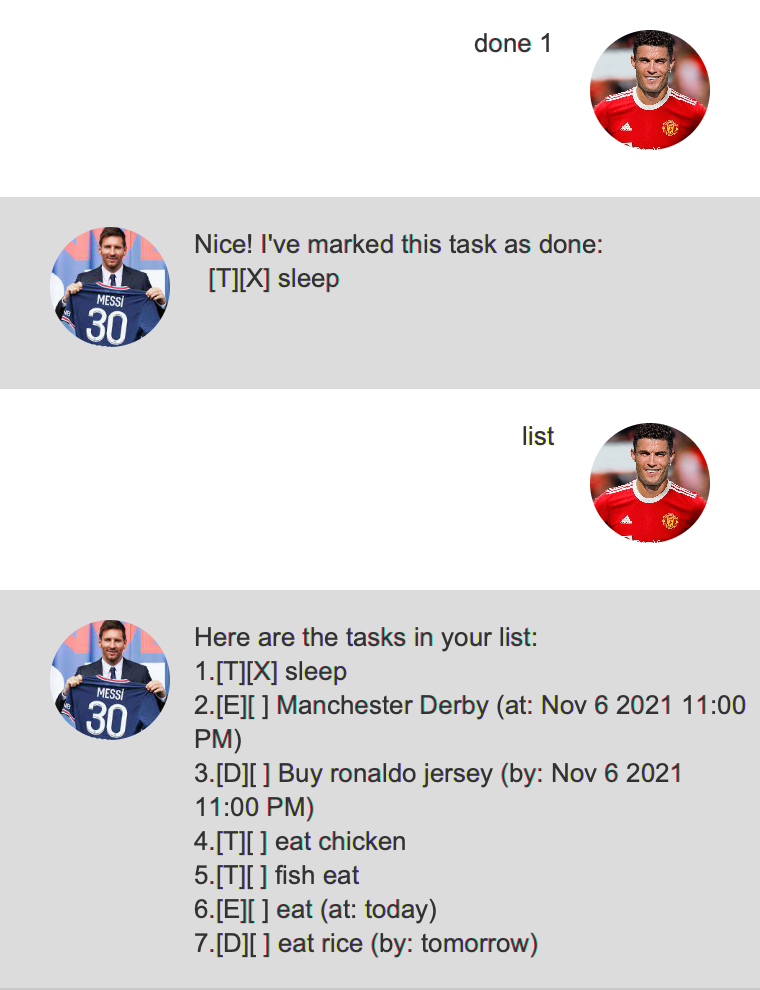 done 1
Nice! I've marked this task as done:
[T][X] sleep
MESSI
30
list
Here are the tasks in your list:
1.[T][X] sleep
2.[E][ ] Manchester Derby (at: Nov 6 2021 11:00
PM)
3.[D][ ] Buy ronaldo jersey (by: Nov 6 2021
11:00 PM)
4.[T][ ] eat chicken
5.[T][ ] fish eat
6.[E][ ] eat (at: today)
7.[D][ ] eat rice (by: tomorrow)
MESSI
30